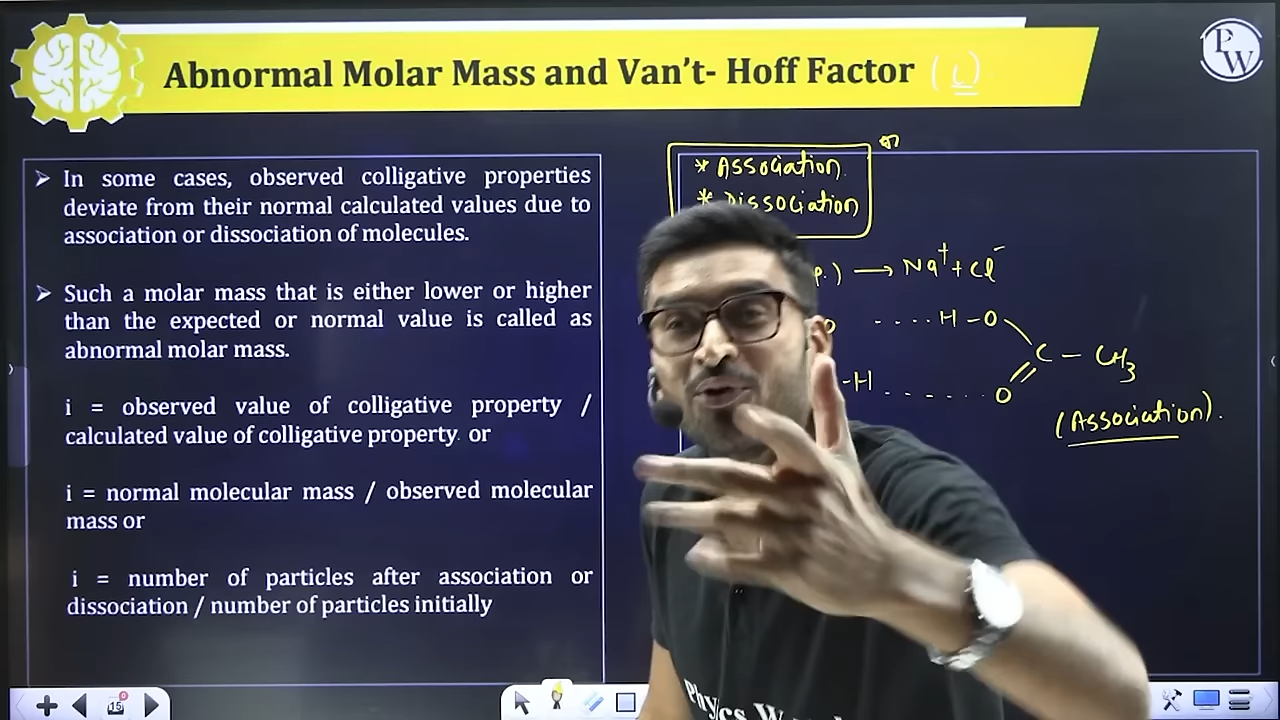 Abnormal Molar Mass and Van't- Hoff Factor (i)
PW
➤ In some cases, observed colligative properties
deviate from their normal calculated values due to
association or dissociation of molecules.
➤ Such a molar mass that is either lower or higher
than the expected or normal value is called as
abnormal molar mass.
i = observed value of colligative property /
calculated value of colligative property or
i = normal molecular mass / observed molecular
mass or
i = number of particles after association or
dissociation / number of particles initially
* Association
* Dissociation
⟶ Na⁺ + Cl⁻
O ----H-O
C - CH₃
-H ------- O
(Association).
Physics W
15